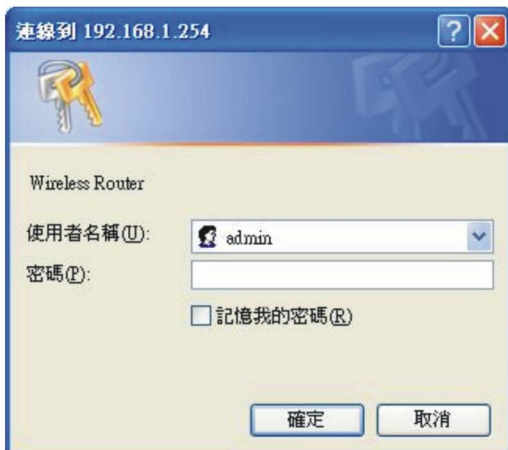 連線到 192.168.1.254
Wireless Router
使用者名稱(U):
admin
密碼(P):
記憶我的密碼(R)
確定
取消